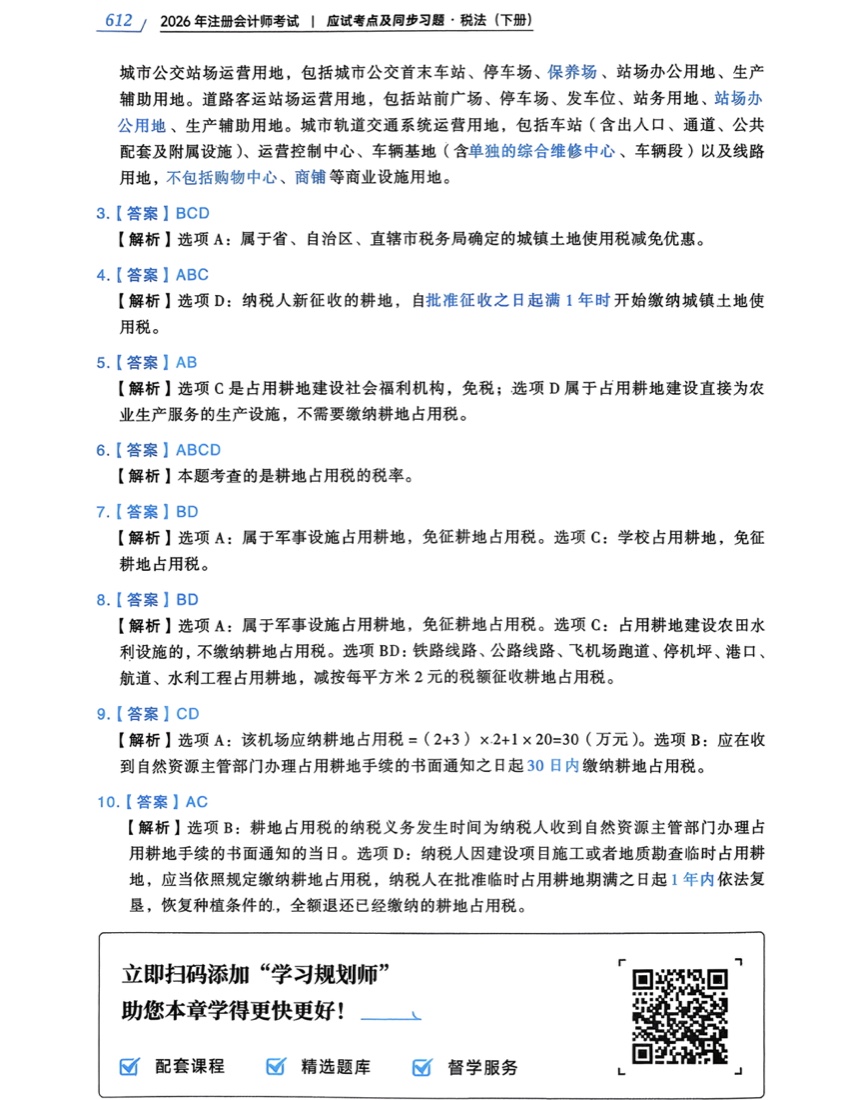 612 2026年注册会计师考试 | 应试考点及同步习题·税法（下册）
城市公交站场运营用地，包括城市公交首末车站、停车场、保养场、站场办公用地、生产
辅助用地。道路客运站场运营用地，包括站前广场、停车场、发车位、站务用地、站场办
公用地、生产辅助用地。城市轨道交通系统运营用地，包括车站（含出入口、通道、公共
配套及附属设施）、运营控制中心、车辆基地（含单独的综合维修中心、车辆段）以及线路
用地，不包括购物中心、商铺等商业设施用地。
3.【答案】BCD
【解析】选项 A：属于省、自治区、直辖市税务局确定的城镇土地使用税减免优惠。
4.【答案】ABC
【解析】选项 D：纳税人新征收的耕地，自批准征收之日起满 1 年时开始缴纳城镇土地使
用税。
5.【答案】AB
【解析】选项 C 是占用耕地建设社会福利机构，免税；选项 D 属于占用耕地建设直接为农
业生产服务的生产设施，不需要缴纳耕地占用税。
6.【答案】ABCD
【解析】本题考查的是耕地占用税的税率。
7.【答案】BD
【解析】选项 A：属于军事设施占用耕地，免征耕地占用税。选项 C：学校占用耕地，免征
耕地占用税。
8.【答案】BD
【解析】选项 A：属于军事设施占用耕地，免征耕地占用税。选项 C：占用耕地建设农田水
利设施的，不缴纳耕地占用税。选项 BD：铁路线路、公路线路、飞机场跑道、停机坪、港口、
航道、水利工程占用耕地，减按每平方米 2 元的税额征收耕地占用税。
9.【答案】CD
【解析】选项 A：该机场应纳耕地占用税 =（2+3）×2+1×20=30（万元）。选项 B：应在收
到自然资源主管部门办理占用耕地手续的书面通知之日起 30 日内缴纳耕地占用税。
10.【答案】AC
【解析】选项 B：耕地占用税的纳税义务发生时间为纳税人收到自然资源主管部门办理占
用耕地手续的书面通知的当日。选项 D：纳税人因建设项目施工或者地质勘查临时占用耕
地，应当依照规定缴纳耕地占用税，纳税人在批准临时占用耕地期满之日起 1 年内依法复
垦，恢复种植条件的，全额退还已经缴纳的耕地占用税。
立即扫码添加“学习规划师”
助您本章学得更快更好！
配套课程 精选题库 督学服务